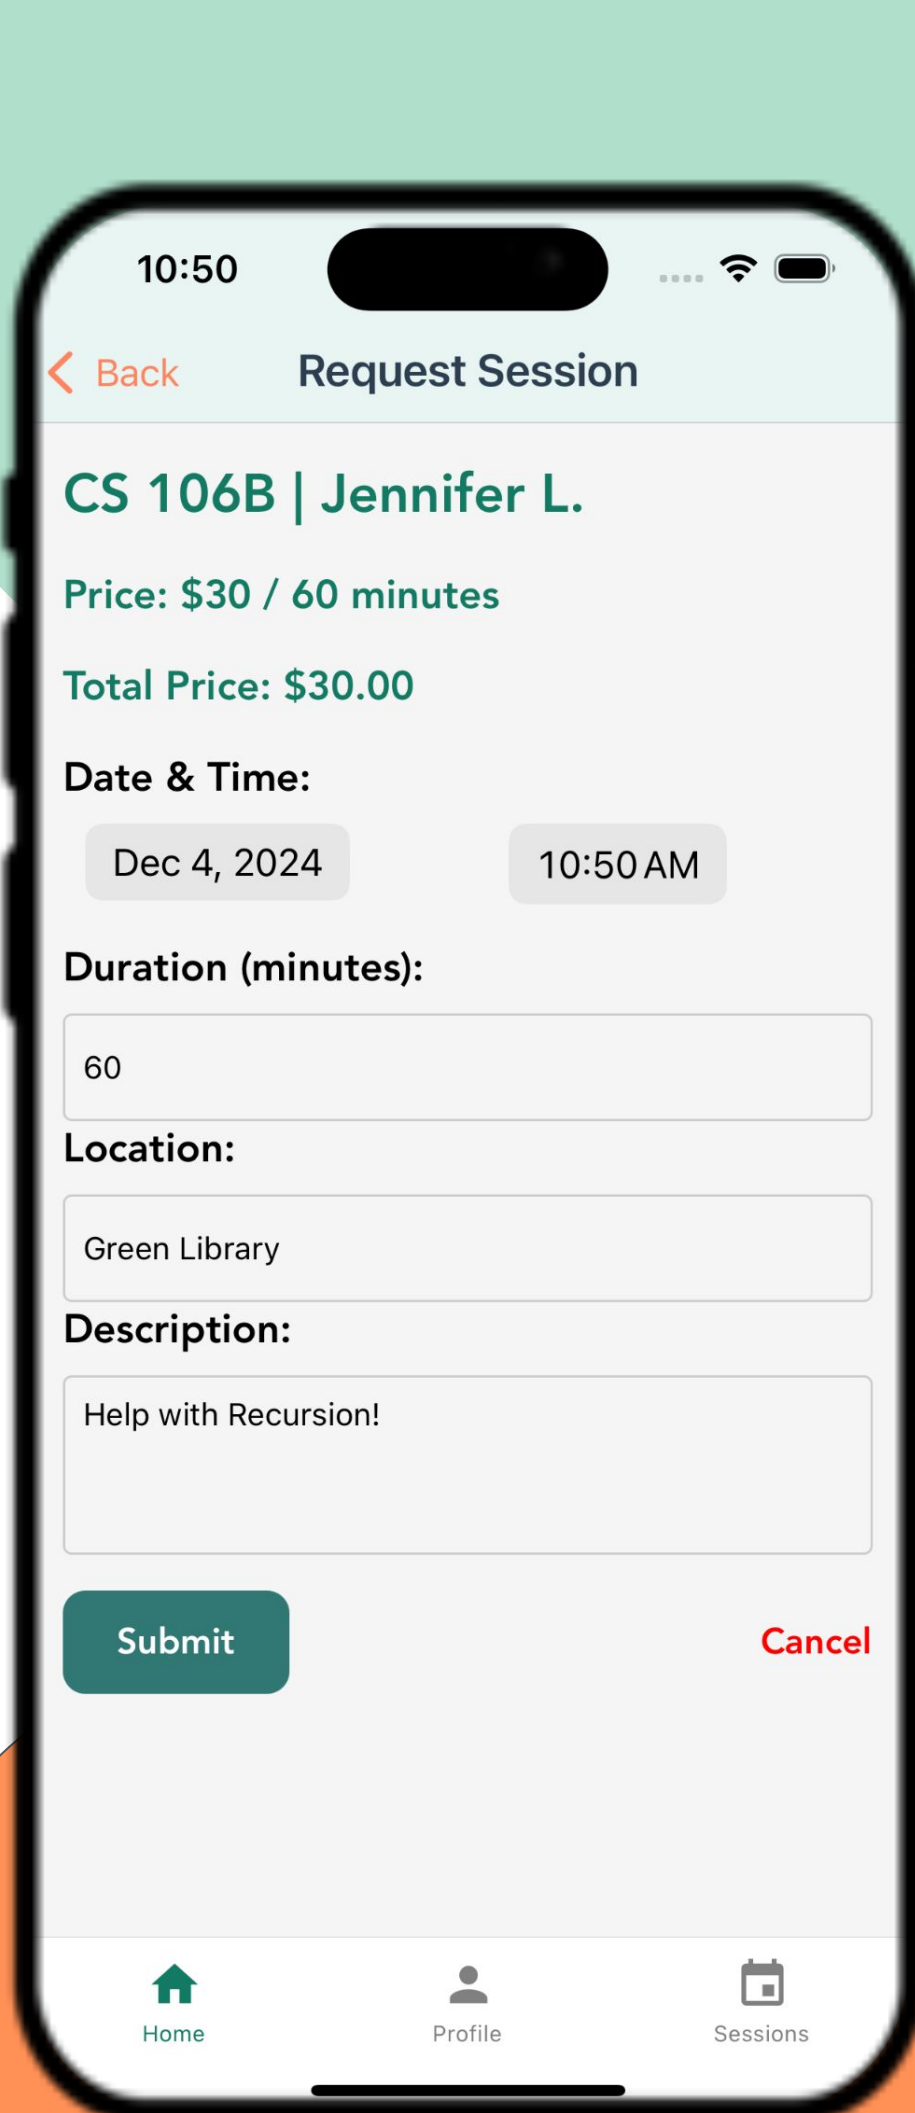 10:50
Back Request Session
CS 106B | Jennifer L.
Price: $30 / 60 minutes
Total Price: $30.00
Date & Time:
Dec 4, 2024 10:50 AM
Duration (minutes):
60
Location:
Green Library
Description:
Help with Recursion!
Submit Cancel
Home Profile Sessions